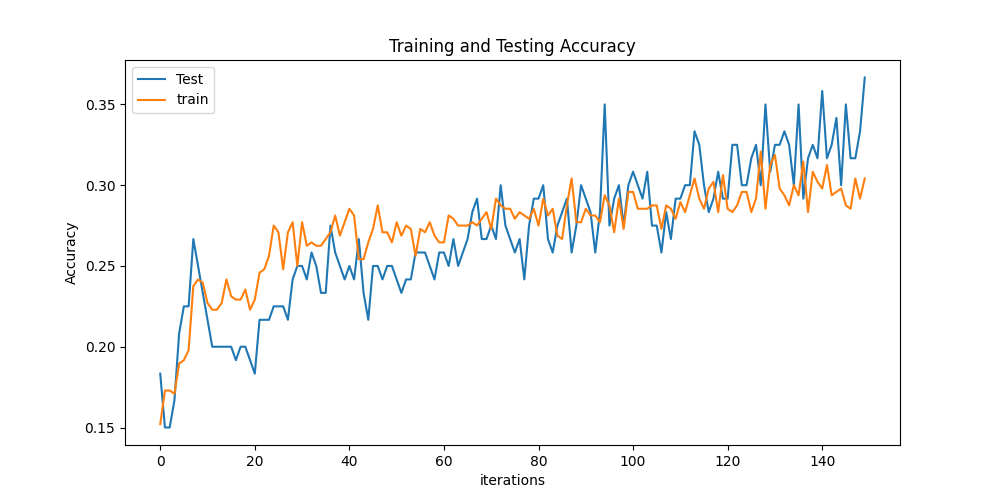 Training and Testing Accuracy
Test
train
0.35
0.30
0.25
0.20
0.15
Accuracy
0 20 40 60 80 100 120 140
iterations